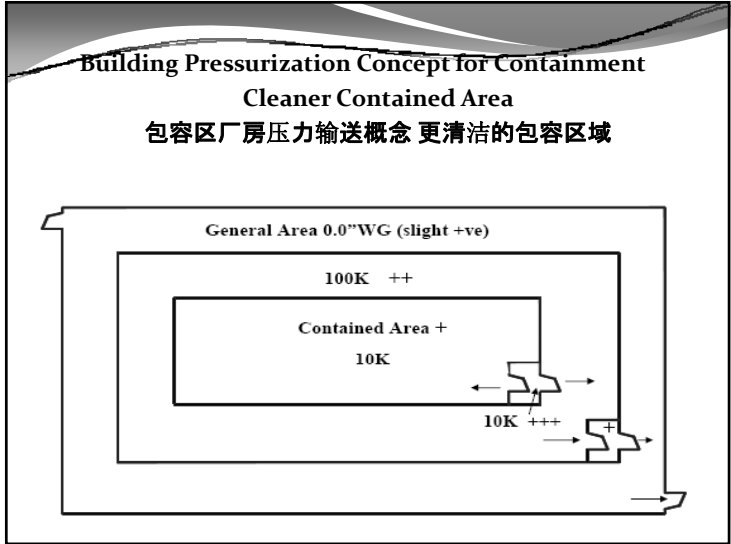 Building Pressurization Concept for Containment
Cleaner Contained Area
包容区厂房压力输送概念 更清洁的包容区域
General Area 0.0”WG (slight +ve)
100K ++
Contained Area +
10K
10K +++
+